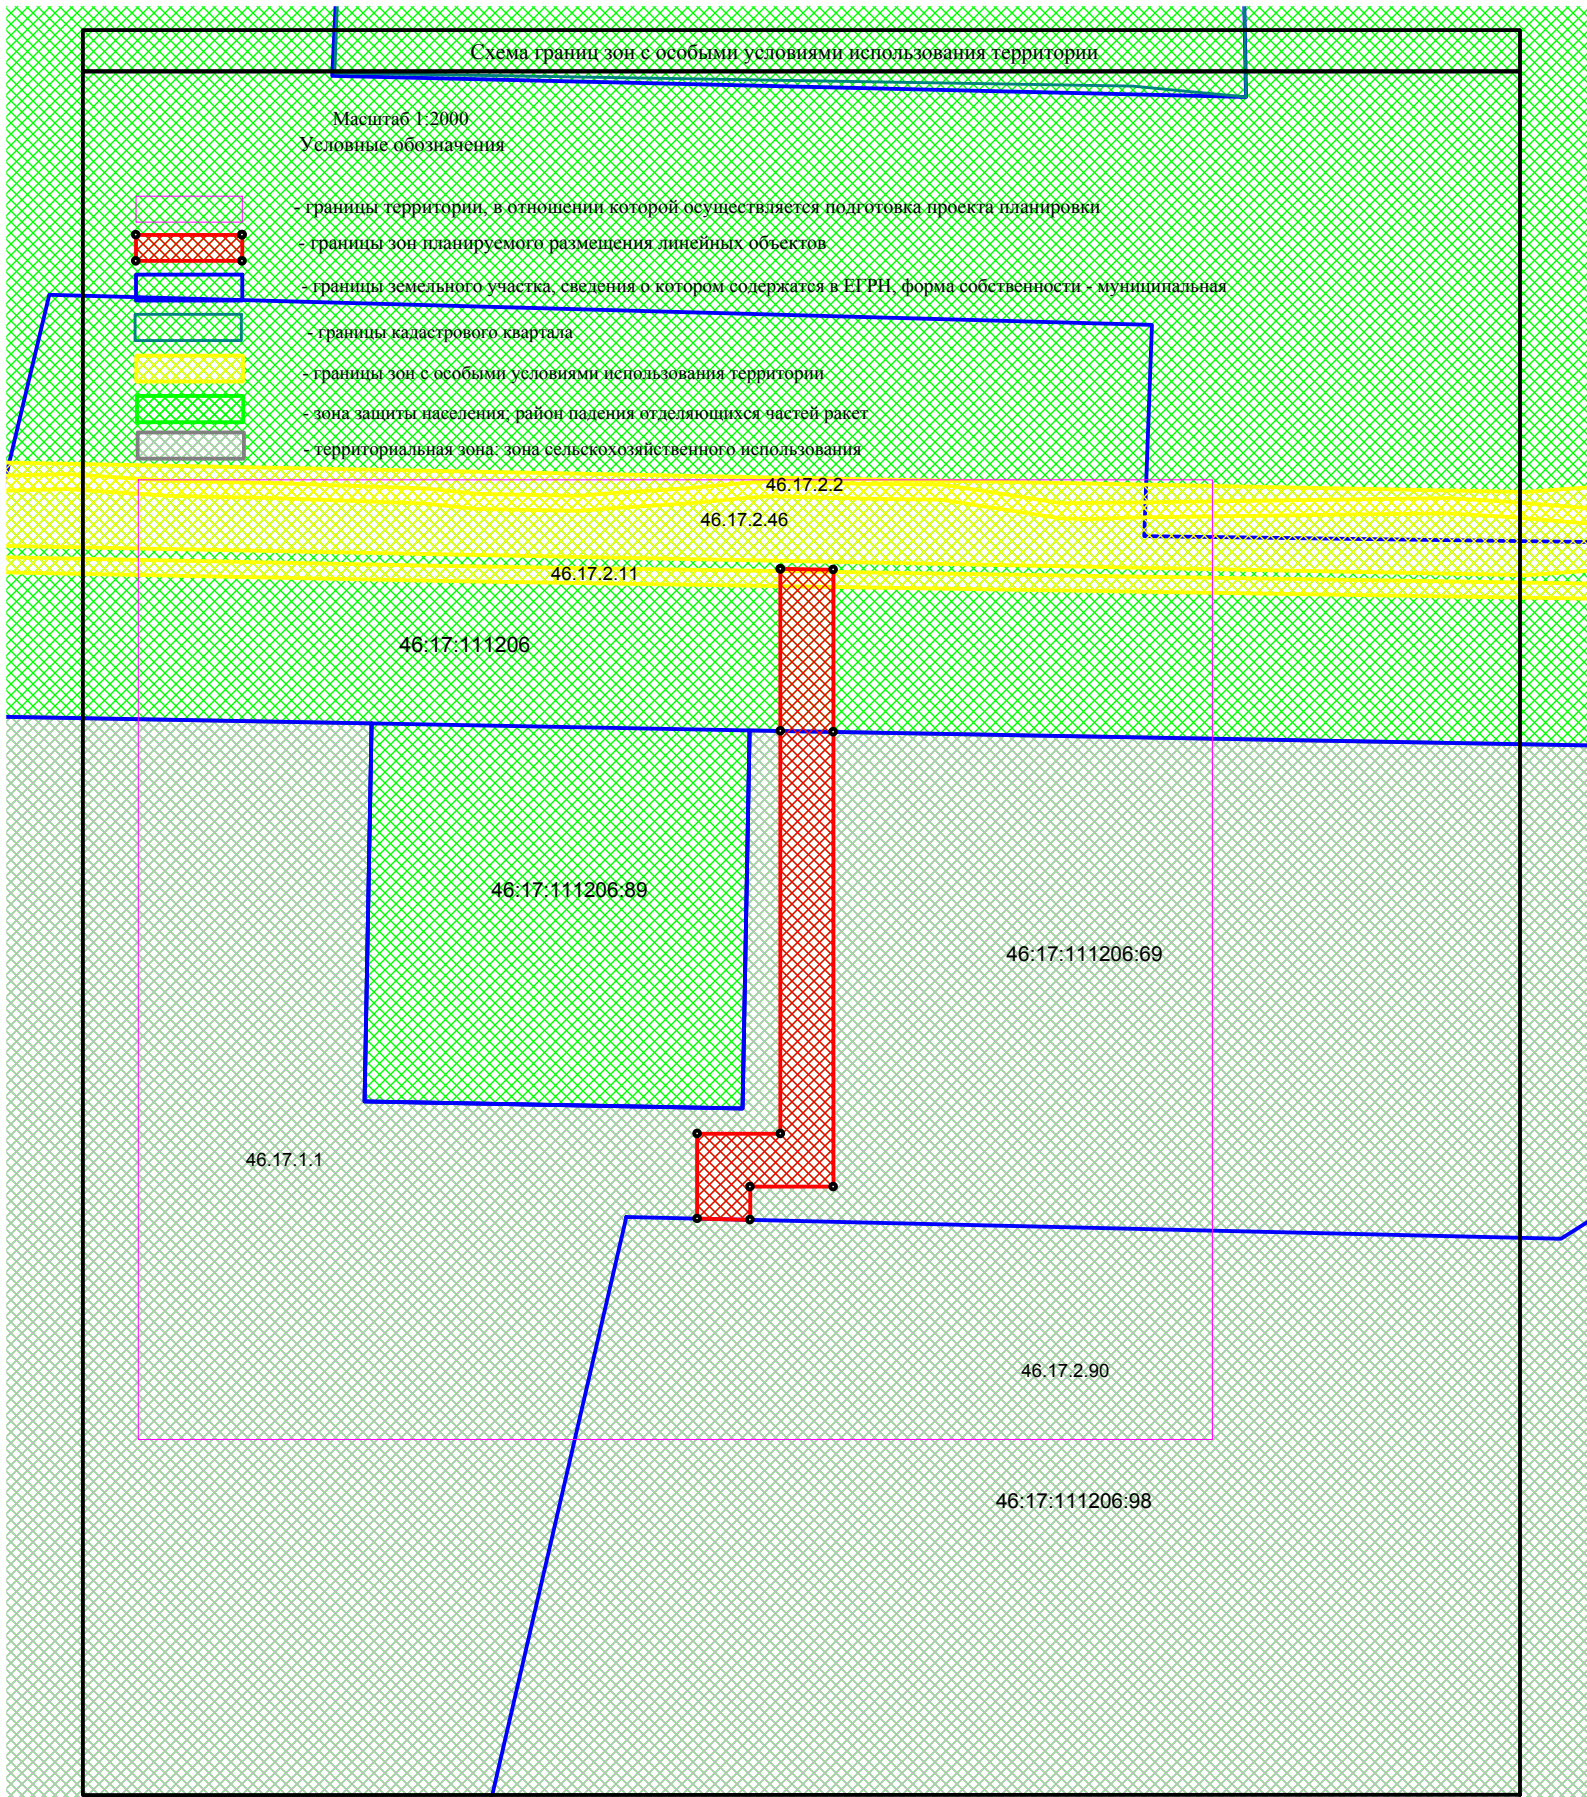 Схема границ зон с особыми условиями использования территории
Масштаб 1:2000
Условные обозначения
- границы территории, в отношении которой осуществляется подготовка проекта планировки
- границы зон планируемого размещения линейных объектов
- границы земельного участка, сведения о котором содержатся в ЕГРН, форма собственности - муниципальная
- границы кадастрового квартала
- границы зон с особыми условиями использования территории
- зона защиты населения; район падения отделяющихся частей ракет
- территориальная зона: зона сельскохозяйственного использования
46.17.2.2
46.17.2.46
46.17.2.11
46:17:111206
46:17:111206:89
46:17:111206:69
46.17.1.1
46.17.2.90
46:17:111206:98